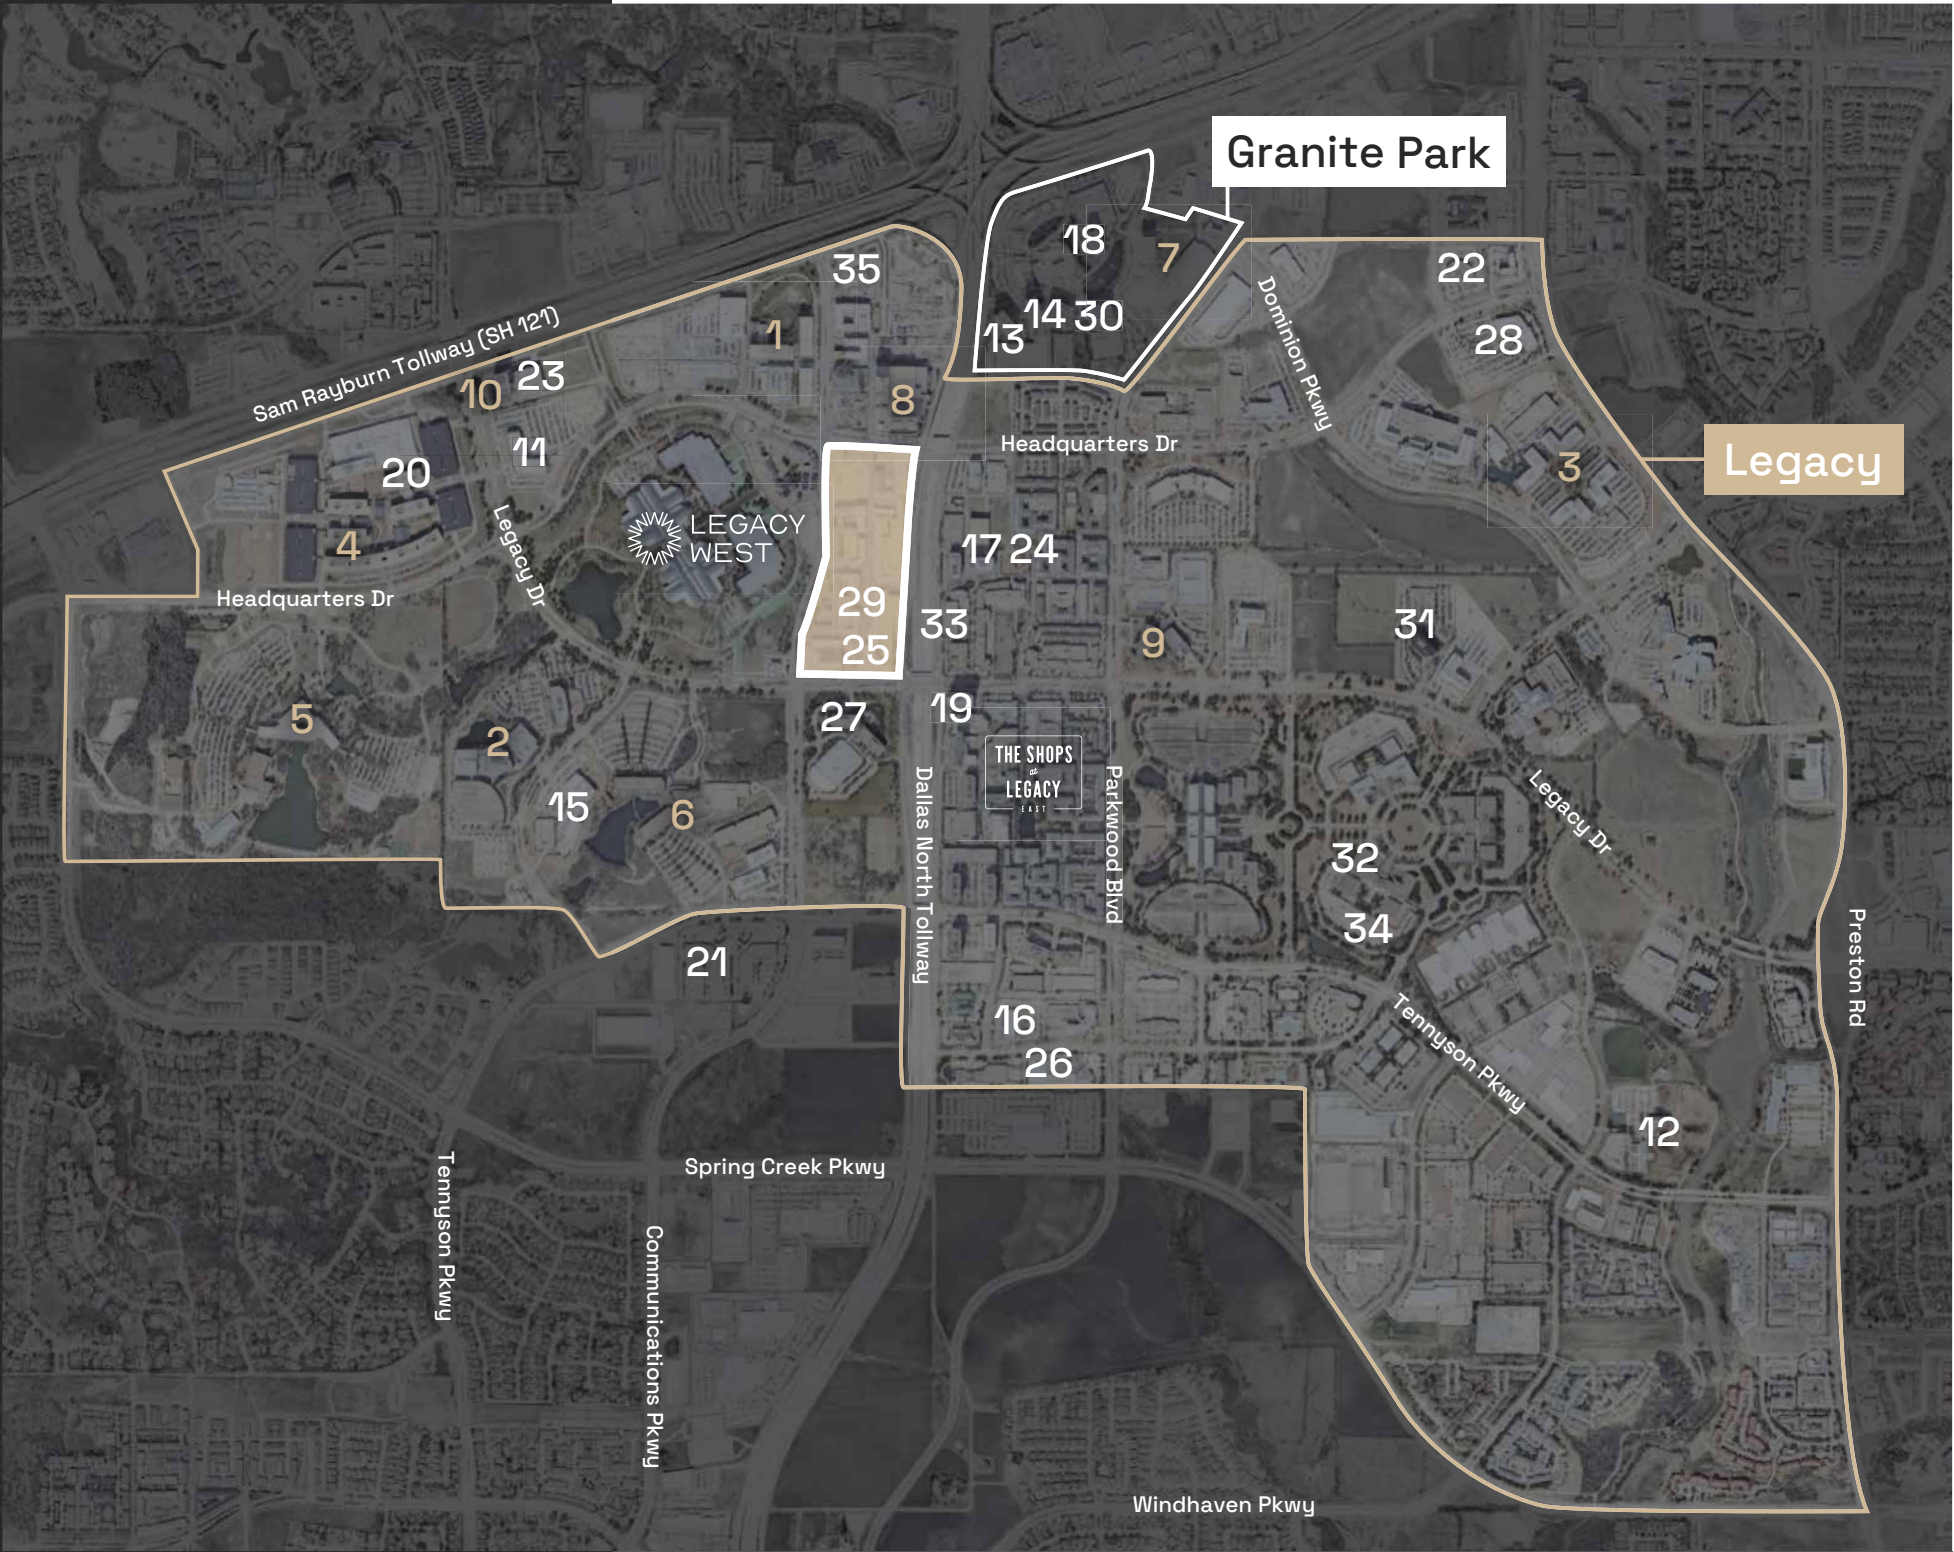 Granite Park
18
7
35
22
14 30
13
28
1
Sam Rayburn Tollway (SH 121)
Dominion Pkwy
23
10
8
Headquarters Dr
11
20
3
Legacy
LEGACY
WEST
4
Legacy Dr
17 24
Headquarters Dr
29
33
31
25
9
5
2
27
19
THE SHOPS
at
LEGACY
EAST
15
6
Dallas North Tollway
Parkwood Blvd
Legacy Dr
32
34
21
Preston Rd
16
26
Tennyson Pkwy
12
Spring Creek Pkwy
Tennyson Pkwy
Communications Pkwy
Windhaven Pkwy